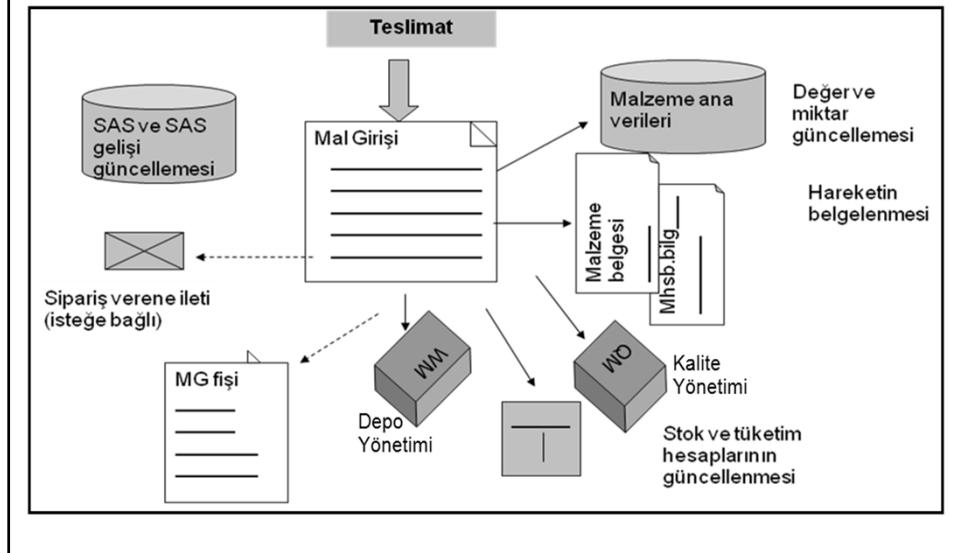 Teslimat
Malzeme ana
verileri
Değer ve
miktar
güncellemesi
SAS ve SAS
gelişi
güncellemesi
Mal Girişi
Hareketin
belgelenmesi
Malzeme
belgesi
Mhsb.bilg
Sipariş verene ileti
(isteğe bağlı)
MG fişi
WM
Depo
Yönetimi
QM
Kalite
Yönetimi
Stok ve tüketim
hesaplarının
güncellenmesi